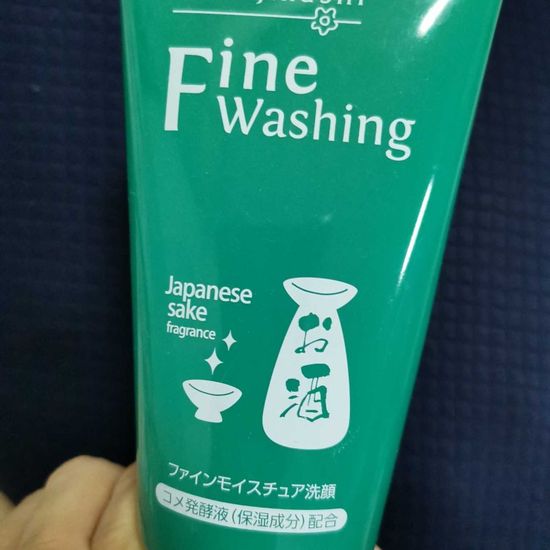 Fine
Washing
Japanese
sake
fragrance
お酒
ファインモイスチュア洗顔
コメ発酵液(保湿成分)配合